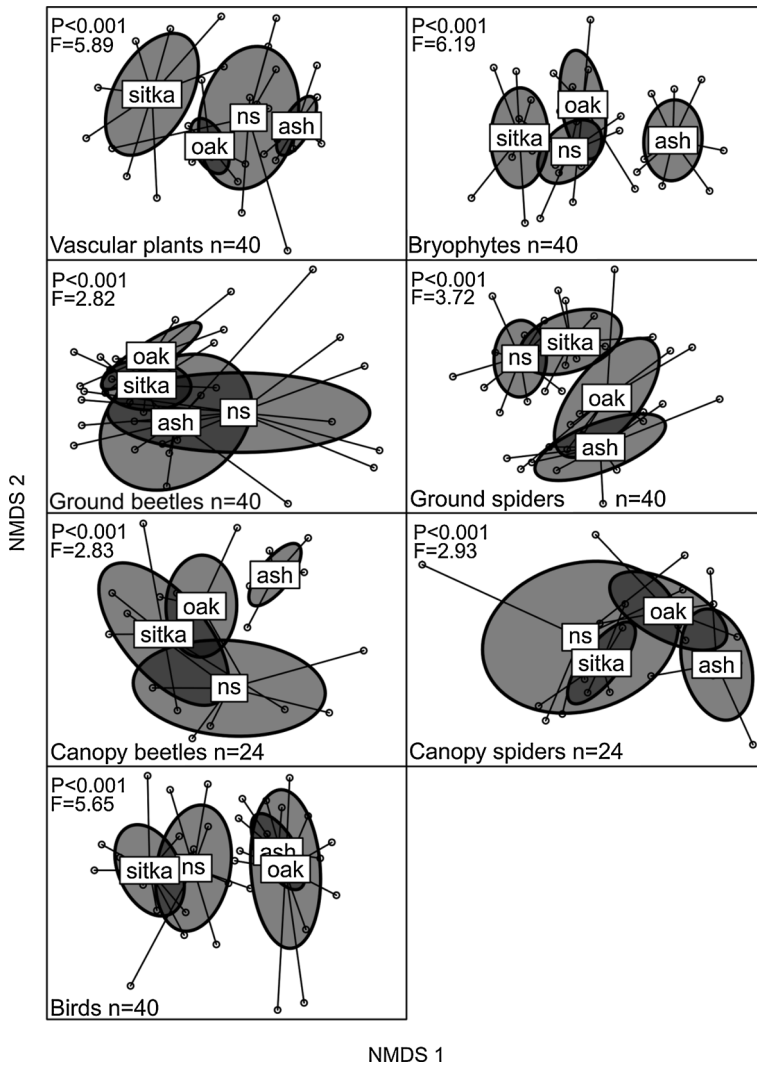 P<0.001
F=5.89
sitka
ns
ash
oak
Vascular plants n=40
P<0.001
F=6.19
oak
sitka
ns
ash
Bryophytes n=40
P<0.001
F=2.82
oak
sitka
ns
ash
Ground beetles n=40
P<0.001
F=3.72
sitka
ns
oak
ash
Ground spiders n=40
P<0.001
F=2.83
ash
oak
sitka
ns
Canopy beetles n=24
P<0.001
F=2.93
oak
ns
sitka
ash
Canopy spiders n=24
P<0.001
F=5.65
ash
sitka
ns
oak
Birds n=40
NMDS 2
NMDS 1